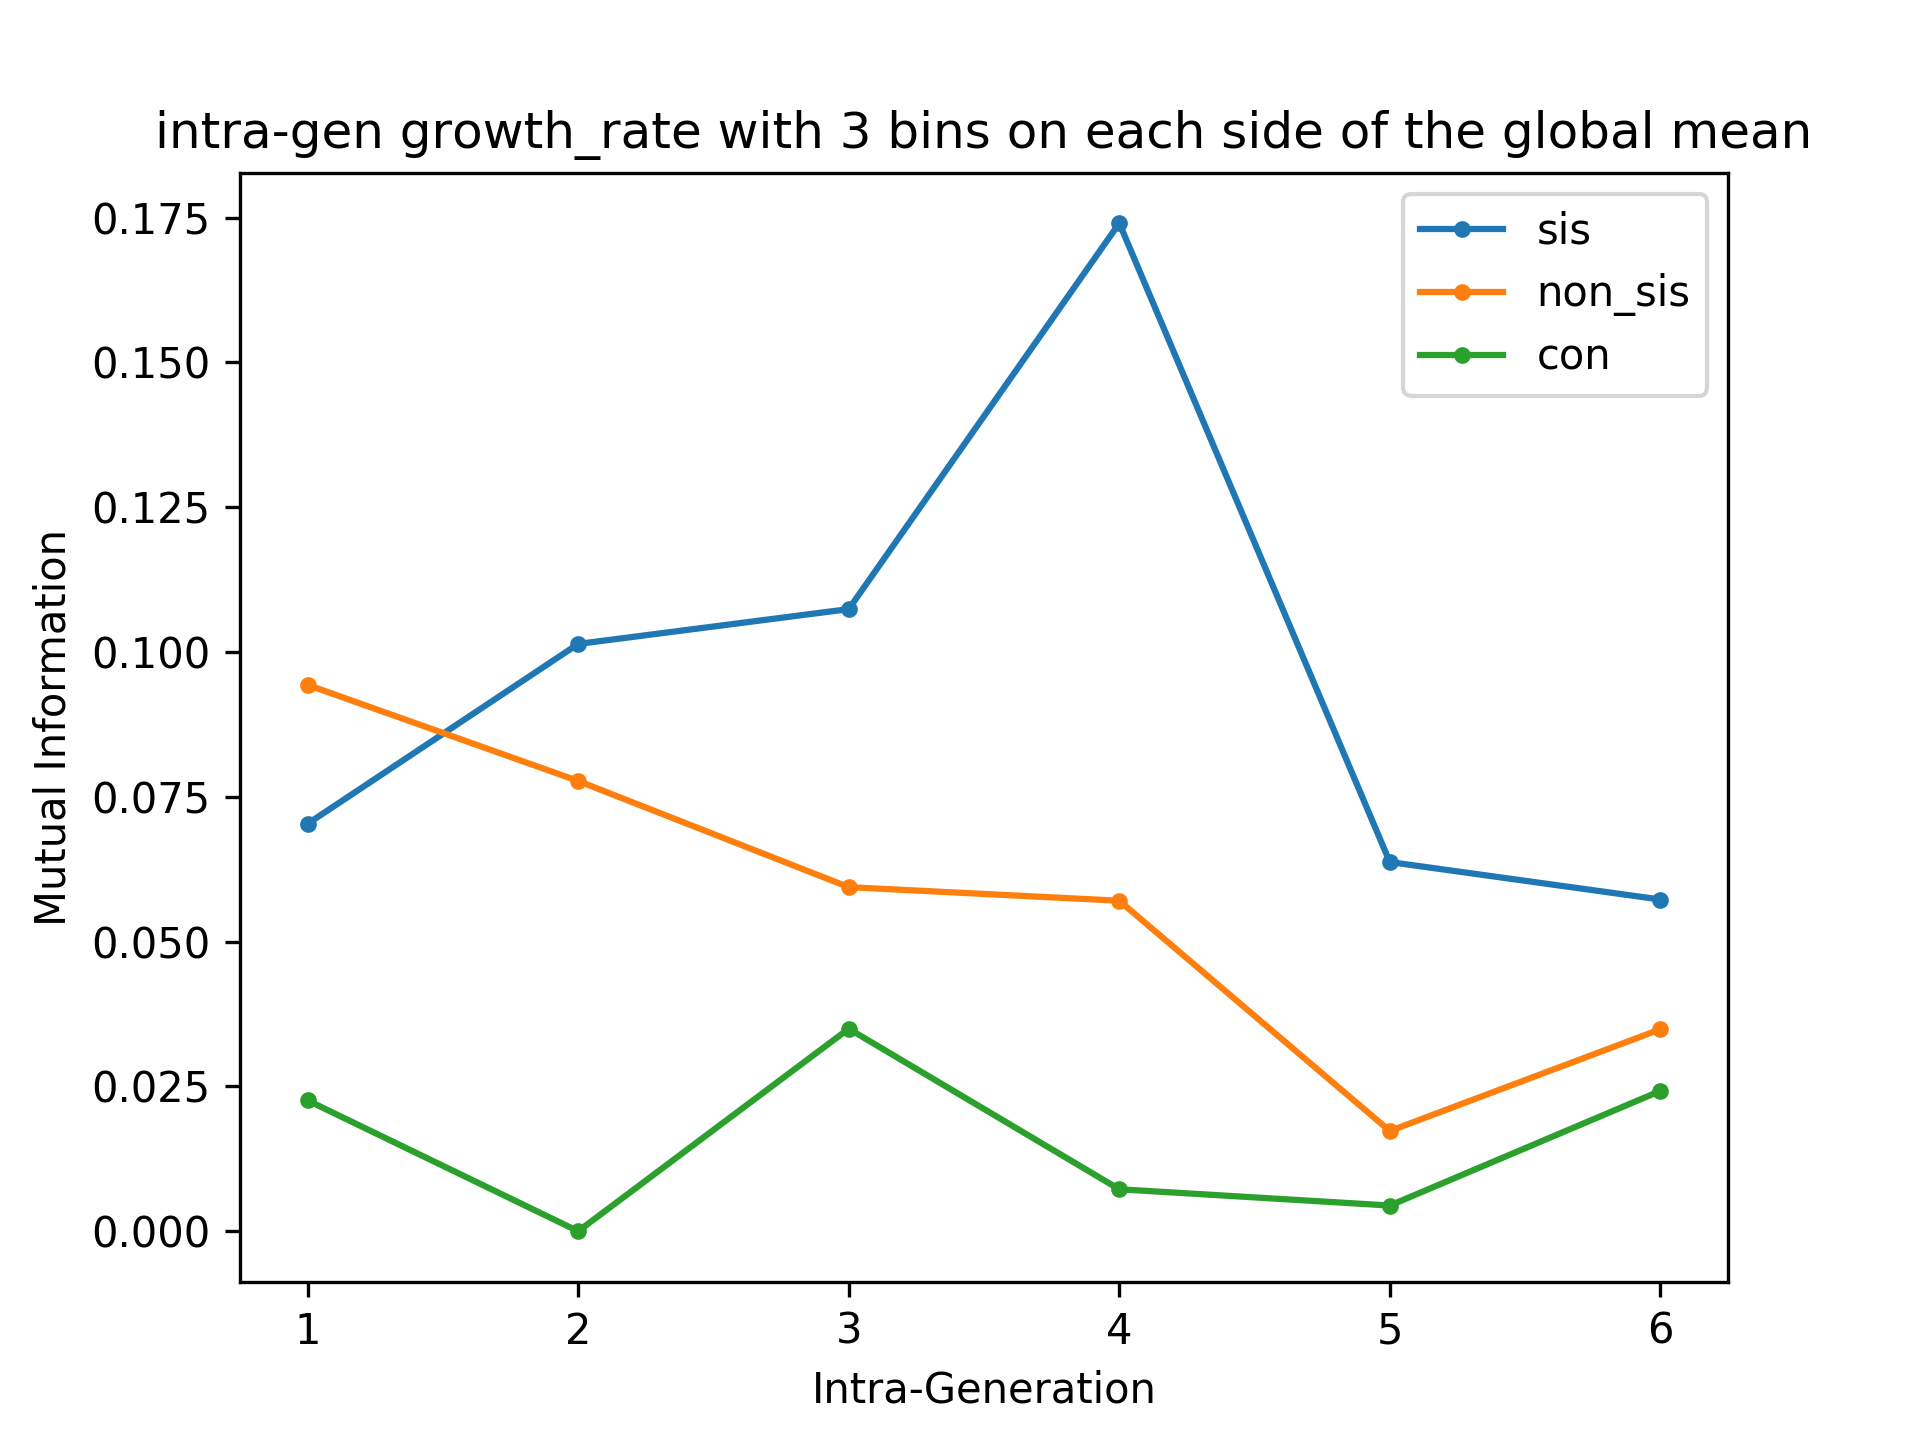 intra-gen growth_rate with 3 bins on each side of the global mean
sis
non_sis
con
Mutual Information
0.175
0.150
0.125
0.100
0.075
0.050
0.025
0.000
1 2 3 4 5 6
Intra-Generation